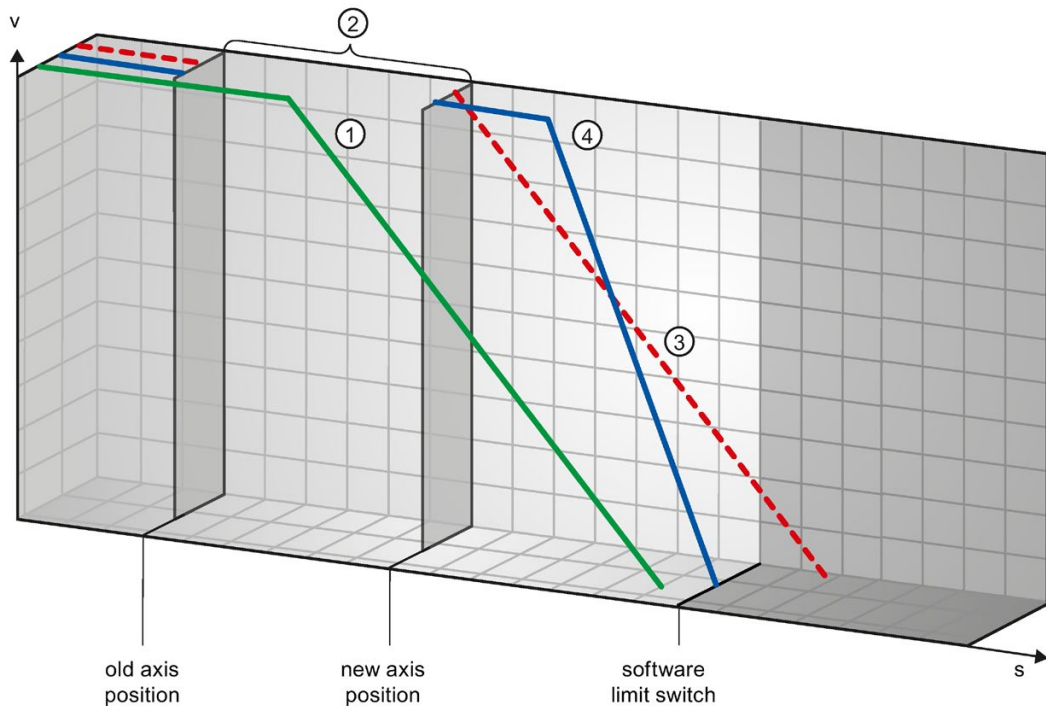 v
②
①
④
③
old axis
position
new axis
position
software
limit switch
s